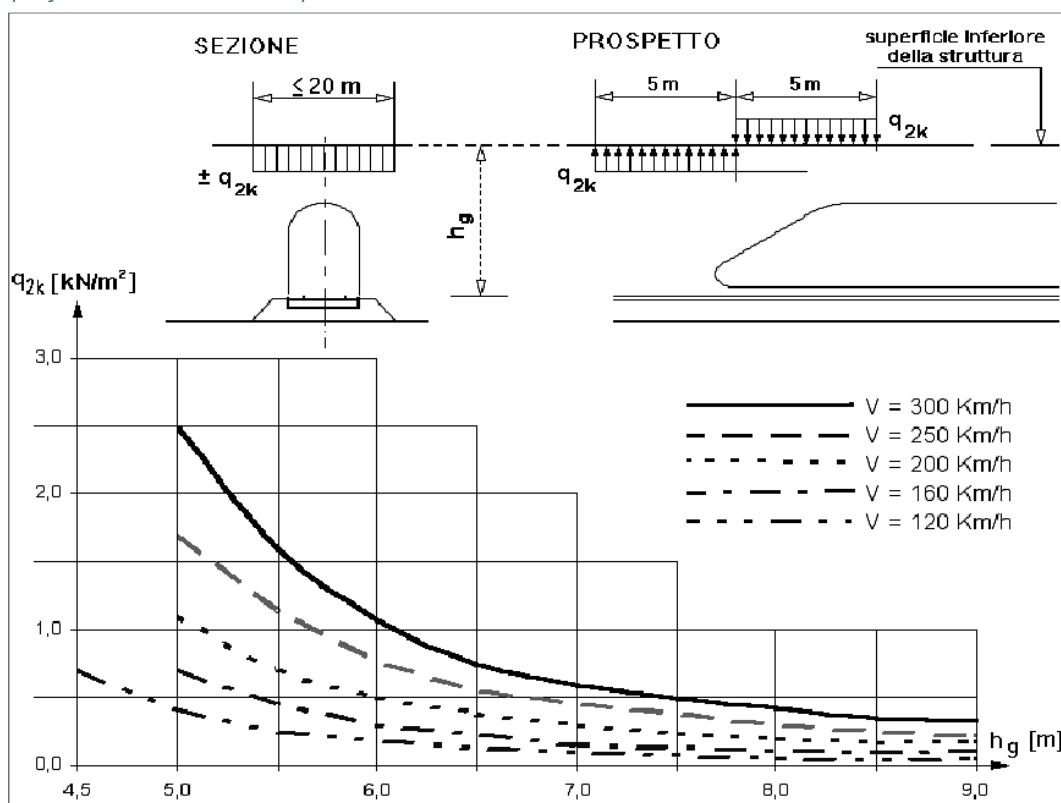 SEZIONE
PROSPETTO
superficie inferiore
della struttura
≤ 20 m
5 m
5 m
q2k
± q2k
q2k
hg
q2k [kN/m²]
3,0
2,0
1,0
0,0
V = 300 Km/h
V = 250 Km/h
V = 200 Km/h
V = 160 Km/h
V = 120 Km/h
hg [m]
4,5
5,0
6,0
7,0
8,0
9,0